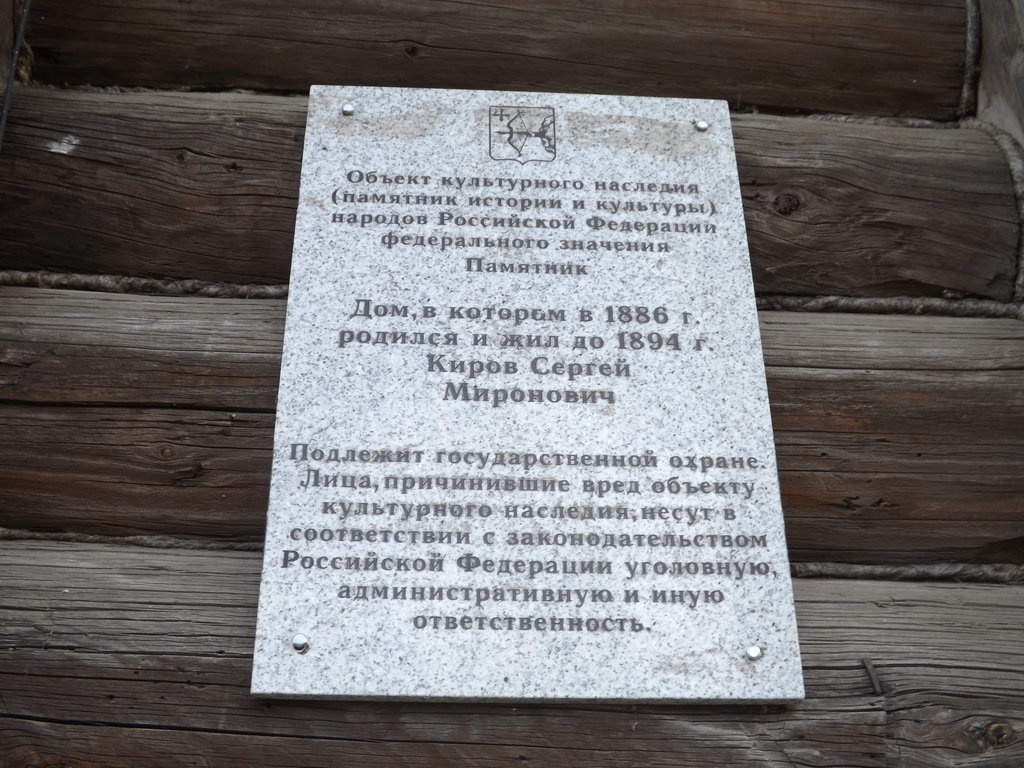 Объект культурного наследия
(памятник истории и культуры)
народов Российской Федерации
федерального значения
Памятник
Дом, в котором в 1886 г.
родился и жил до 1894 г.
Киров Сергей
Миронович
Подлежит государственной охране.
Лица, причинившие вред объекту
культурного наследия, несут в
соответствии с законодательством
Российской Федерации уголовную,
административную и иную
ответственность.